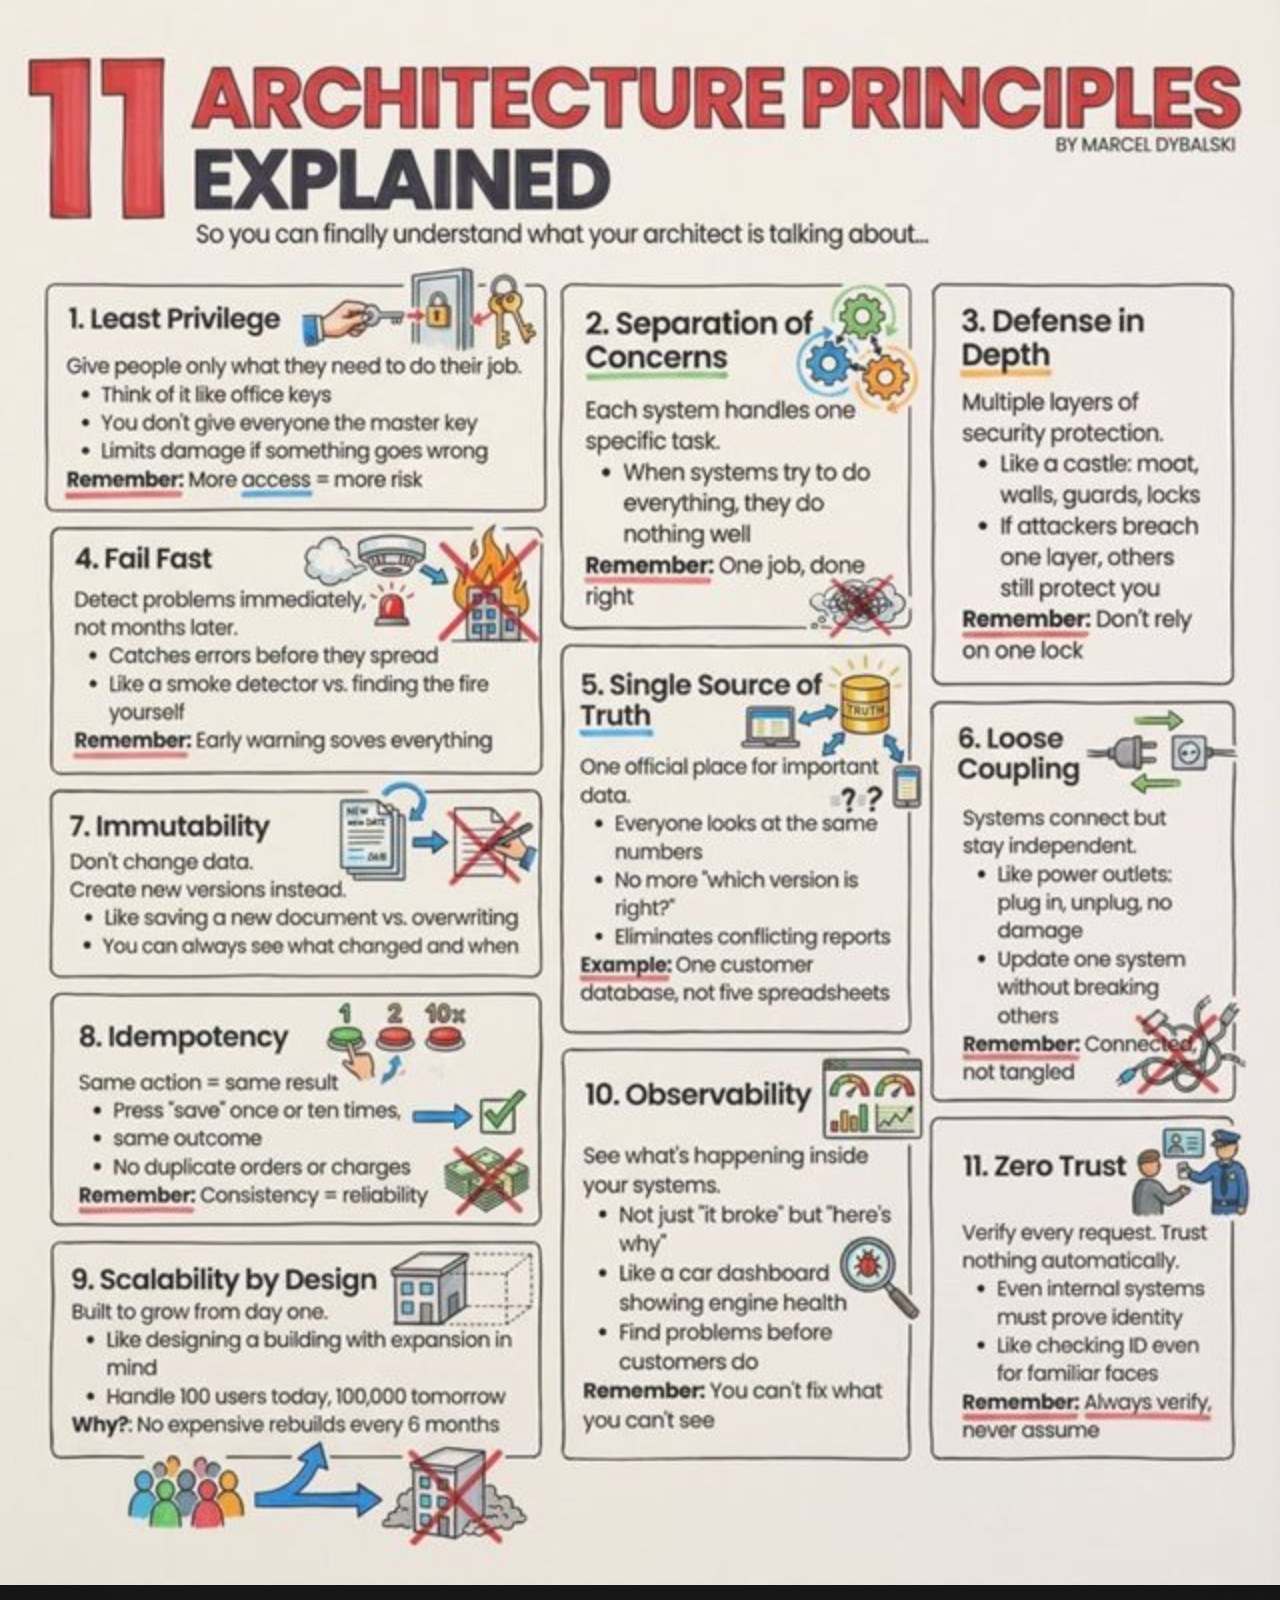 11 ARCHITECTURE PRINCIPLES
BY MARCEL DYBALSKI
EXPLAINED
So you can finally understand what your architect is talking about...
1. Least Privilege
Give people only what they need to do their job.
• Think of it like office keys
• You don't give everyone the master key
• Limits damage if something goes wrong
Remember: More access = more risk
2. Separation of
Concerns
Each system handles one
specific task.
• When systems try to do
everything, they do
nothing well
Remember: One job, done
right
3. Defense in
Depth
Multiple layers of
security protection.
• Like a castle: moat,
walls, guards, locks
• If attackers breach
one layer, others
still protect you
Remember: Don't rely
on one lock
4. Fail Fast
Detect problems immediately,
not months later.
• Catches errors before they spread
• Like a smoke detector vs. finding the fire
yourself
Remember: Early warning soves everything
5. Single Source of
Truth
TRUTH
One official place for important
data.
? ?
• Everyone looks at the same
numbers
• No more "which version is
right?"
• Eliminates conflicting reports
Example: One customer
database, not five spreadsheets
6. Loose
Coupling
Systems connect but
stay independent.
• Like power outlets:
plug in, unplug, no
damage
• Update one system
without breaking
others
Remember: Connected,
not tangled
7. Immutability
NEW
Don't change data.
Create new versions instead.
• Like saving a new document vs. overwriting
• You can always see what changed and when
8. Idempotency
1 2 10x
Same action = same result
• Press "save" once or ten times,
• same outcome
• No duplicate orders or charges
Remember: Consistency = reliability
9. Scalability by Design
Built to grow from day one.
• Like designing a building with expansion in
mind
• Handle 100 users today, 100,000 tomorrow
Why?: No expensive rebuilds every 6 months
10. Observability
See what's happening inside
your systems.
• Not just "it broke" but "here's
why"
• Like a car dashboard
showing engine health
• Find problems before
customers do
Remember: You can't fix what
you can't see
11. Zero Trust
Verify every request. Trust
nothing automatically.
• Even internal systems
must prove identity
• Like checking ID even
for familiar faces
Remember: Always verify,
never assume